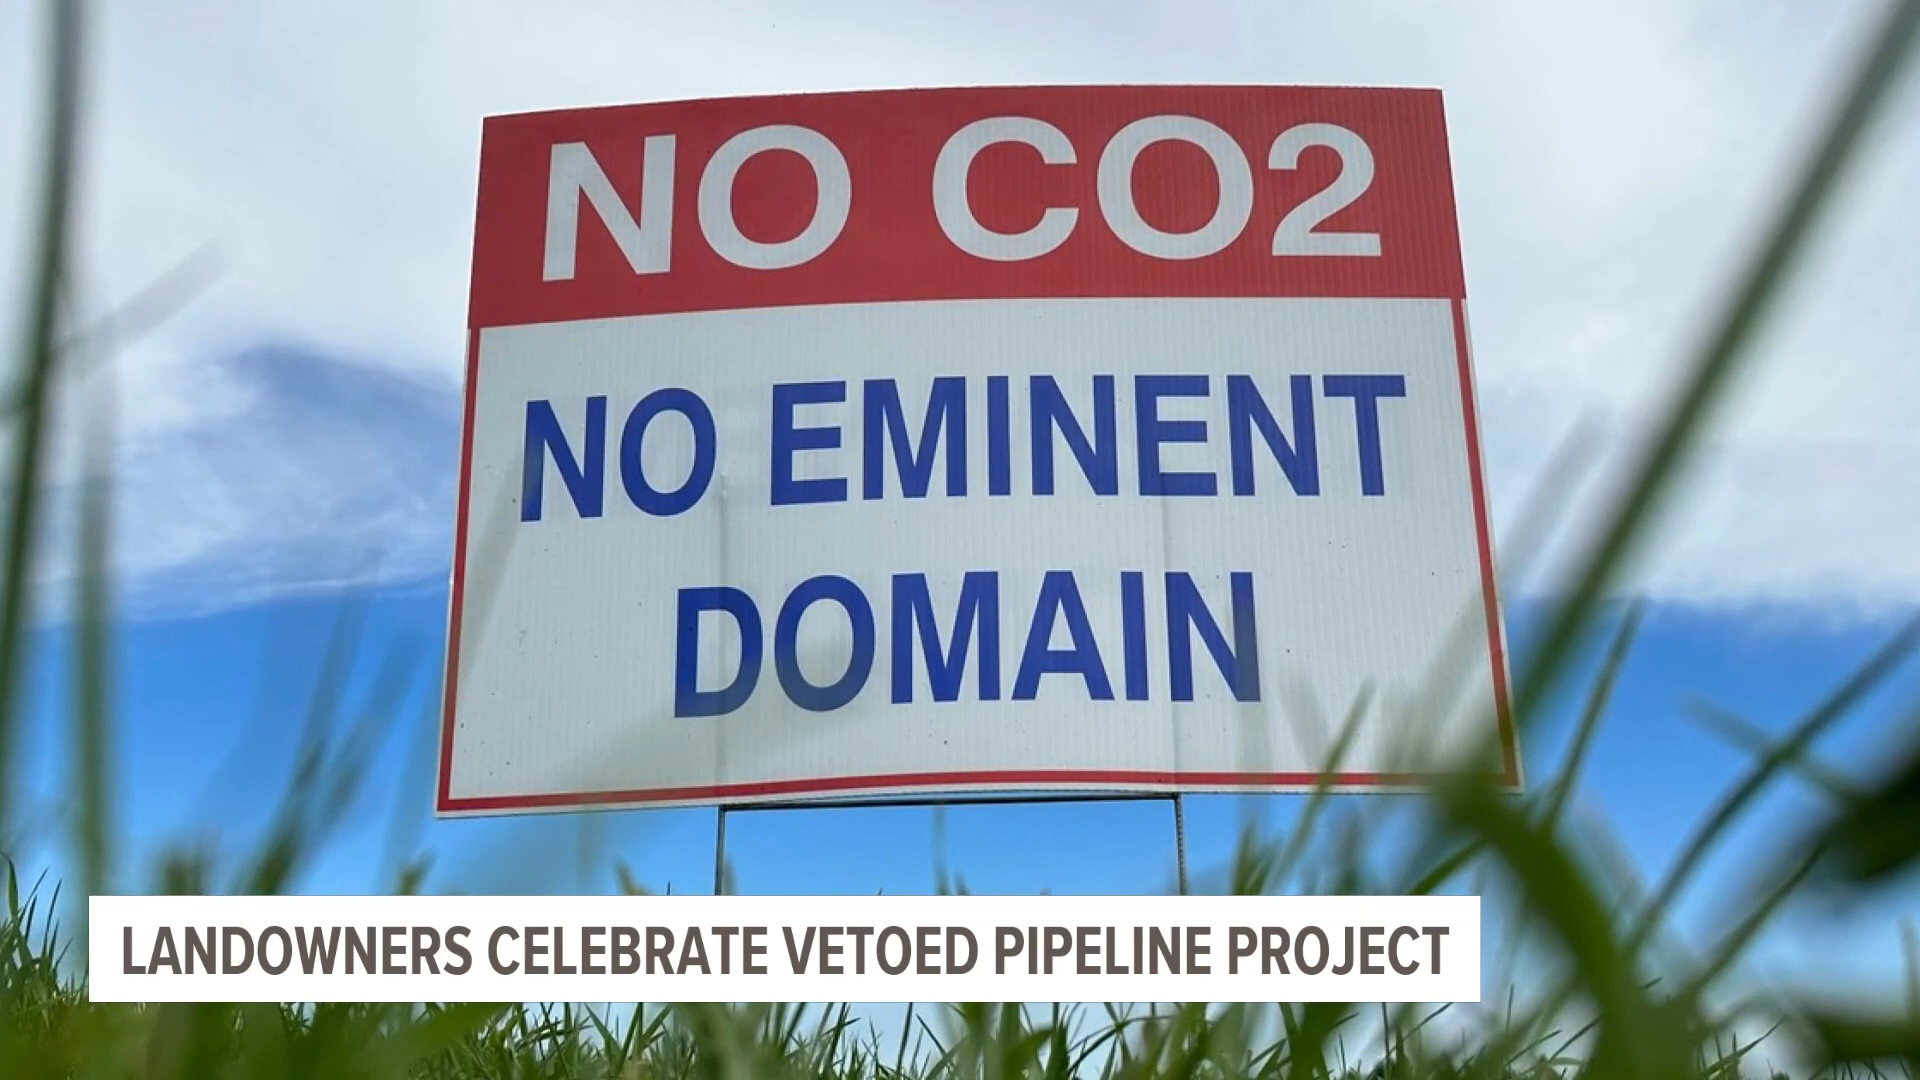 NO CO2
NO EMINENT
DOMAIN
LANDOWNERS CELEBRATE VETOED PIPELINE PROJECT